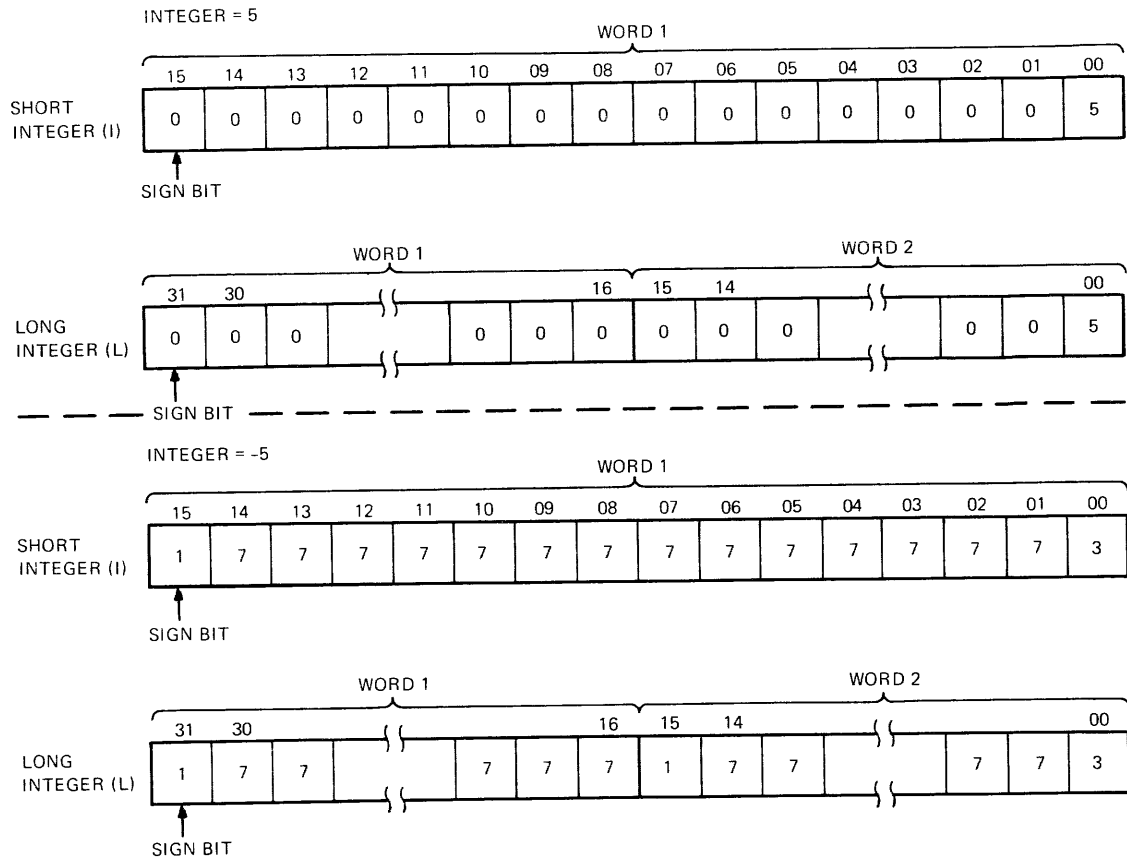 INTEGER = 5
WORD 1
15 14 13 12 11 10 09 08 07 06 05 04 03 02 01 00
SHORT
INTEGER (I)
0 0 0 0 0 0 0 0 0 0 0 0 0 0 0 5
SIGN BIT
WORD 1 WORD 2
31 30 16 15 14 00
LONG
INTEGER (L)
0 0 0 0 0 0 0 0 0 0 0 5
SIGN BIT
INTEGER = -5
WORD 1
15 14 13 12 11 10 09 08 07 06 05 04 03 02 01 00
SHORT
INTEGER (I)
1 7 7 7 7 7 7 7 7 7 7 7 7 7 7 3
SIGN BIT
WORD 1 WORD 2
31 30 16 15 14 00
LONG
INTEGER (L)
1 7 7 7 7 7 1 7 7 7 7 3
SIGN BIT